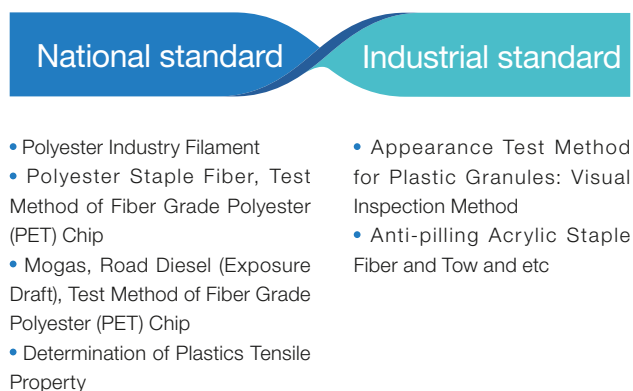 National standard
Industrial standard
• Polyester Industry Filament
• Polyester Staple Fiber, Test
Method of Fiber Grade Polyester
(PET) Chip
• Mogas, Road Diesel (Exposure
Draft), Test Method of Fiber Grade
Polyester (PET) Chip
• Determination of Plastics Tensile
Property
• Appearance Test Method
for Plastic Granules: Visual
Inspection Method
• Anti-pilling Acrylic Staple
Fiber and Tow and etc